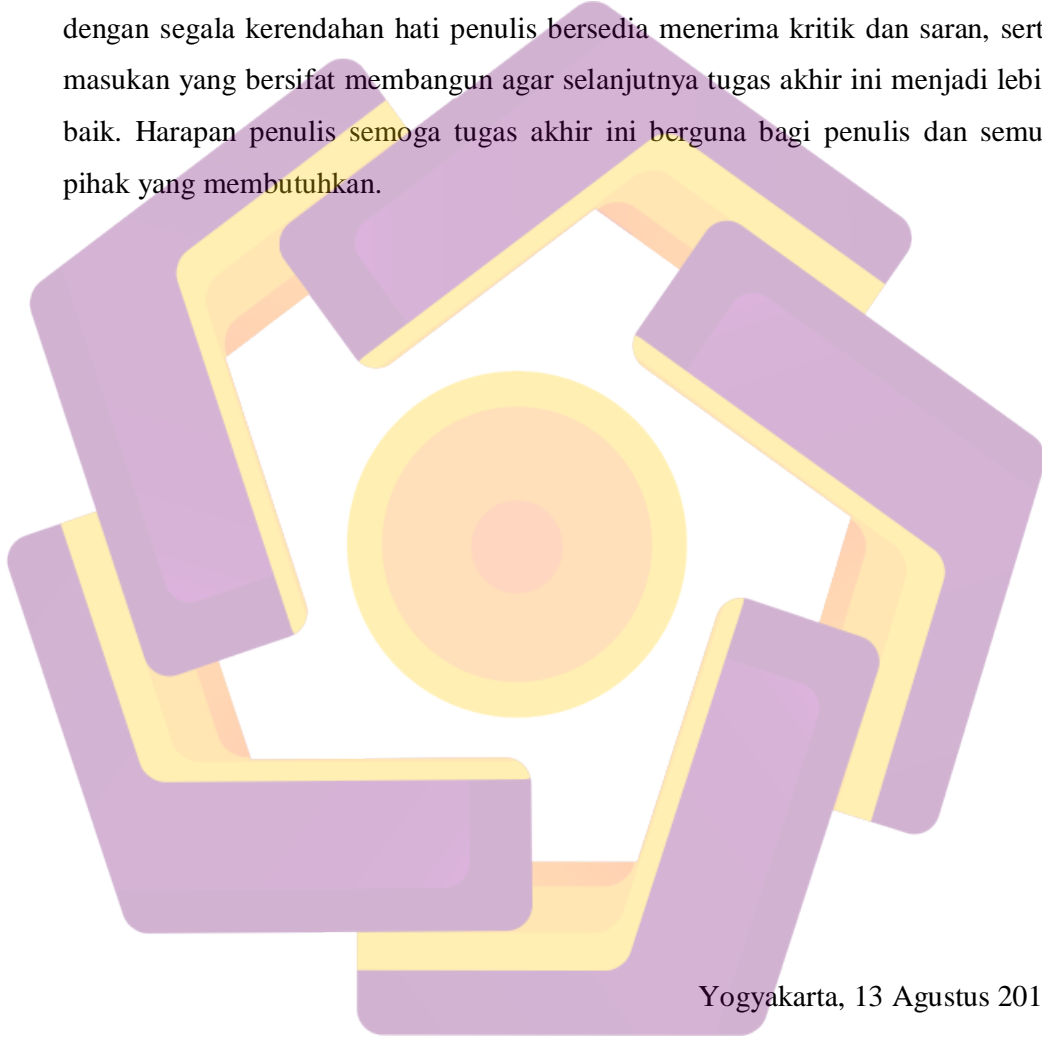 dengan segala kerendahan hati penulis bersedia menerima kritik dan saran, sert
masukan yang bersifat membangun agar selanjutnya tugas akhir ini menjadi lebi
baik. Harapan penulis semoga tugas akhir ini berguna bagi penulis dan semu
pihak yang membutuhkan.
Yogyakarta, 13 Agustus 201